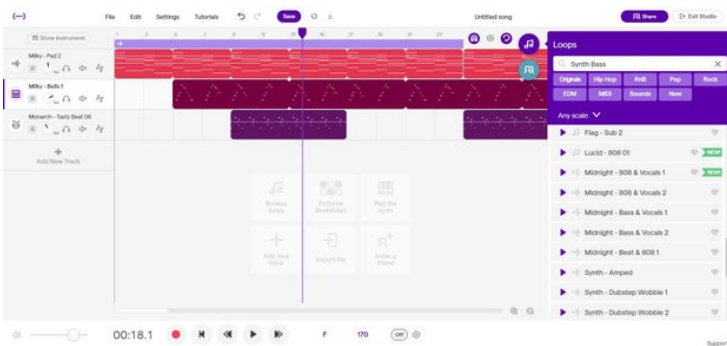 File Edit Settings Tutorials Save Untitled song Share Exit Studio
Show Instrument
Milky - Pad 2
Milky - Bells 1
Monarch - Tasty Beat 06
Add New Track
Browse loops
Patterns Beatmaker
Play the synth
Add new track
Import file
Invite a friend
Loops
Synth Bass
Originals Hip Hop RnB Pop Rock
EDM MIDI Sounds New
Any scale
Flag - Sub 2
Lucid - 808 01 NEW!
Midnight - 808 & Vocals 1 NEW!
Midnight - 808 & Vocals 2
Midnight - Bass & Vocals 1
Midnight - Bass & Vocals 2
Midnight - Beat & 808 1
Synth - Amped
Synth - Dubstep Wobble 1
Synth - Dubstep Wobble 2
00:18.1 F 170 Off
Support